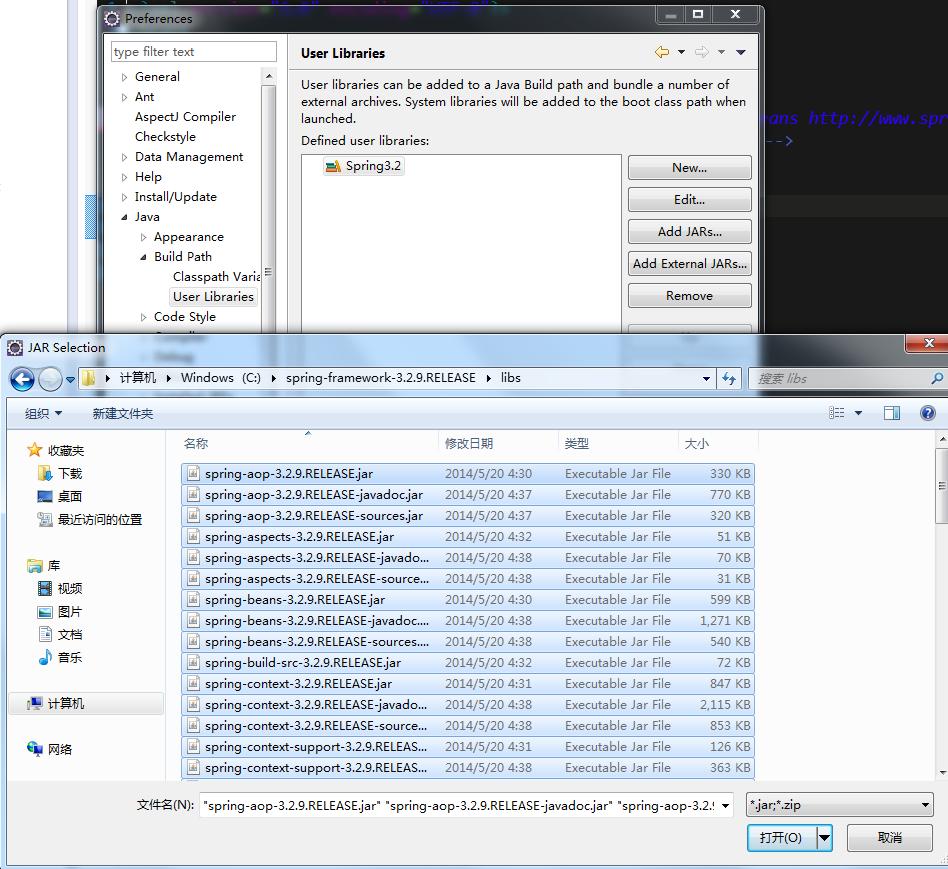 Preferences
type filter text
General
Ant
AspectJ Compiler
Checkstyle
Data Management
Help
Install/Update
Java
Appearance
Build Path
Classpath Varia
User Libraries
Code Style
User Libraries
User libraries can be added to a Java Build path and bundle a number of
external archives. System libraries will be added to the boot class path when
launched.
Defined user libraries:
Spring3.2
New...
Edit...
Add JARs...
Add External JARs...
Remove
ans http://www.spr
-->
JAR Selection
计算机 Windows (C:) spring-framework-3.2.9.RELEASE libs
搜索 libs
组织 新建文件夹
收藏夹
下载
桌面
最近访问的位置
库
视频
图片
文档
音乐
计算机
网络
名称 修改日期 类型 大小
spring-aop-3.2.9.RELEASE.jar 2014/5/20 4:30 Executable Jar File 330 KB
spring-aop-3.2.9.RELEASE-javadoc.jar 2014/5/20 4:37 Executable Jar File 770 KB
spring-aop-3.2.9.RELEASE-sources.jar 2014/5/20 4:37 Executable Jar File 320 KB
spring-aspects-3.2.9.RELEASE.jar 2014/5/20 4:32 Executable Jar File 51 KB
spring-aspects-3.2.9.RELEASE-javado... 2014/5/20 4:38 Executable Jar File 70 KB
spring-aspects-3.2.9.RELEASE-source... 2014/5/20 4:38 Executable Jar File 31 KB
spring-beans-3.2.9.RELEASE.jar 2014/5/20 4:30 Executable Jar File 599 KB
spring-beans-3.2.9.RELEASE-javadoc.... 2014/5/20 4:38 Executable Jar File 1,271 KB
spring-beans-3.2.9.RELEASE-sources.... 2014/5/20 4:38 Executable Jar File 540 KB
spring-build-src-3.2.9.RELEASE.jar 2014/5/20 4:32 Executable Jar File 72 KB
spring-context-3.2.9.RELEASE.jar 2014/5/20 4:31 Executable Jar File 847 KB
spring-context-3.2.9.RELEASE-javado... 2014/5/20 4:38 Executable Jar File 2,115 KB
spring-context-3.2.9.RELEASE-source... 2014/5/20 4:38 Executable Jar File 853 KB
spring-context-support-3.2.9.RELEAS... 2014/5/20 4:31 Executable Jar File 126 KB
spring-context-support-3.2.9.RELEAS... 2014/5/20 4:38 Executable Jar File 363 KB
文件名(N): "spring-aop-3.2.9.RELEASE.jar" "spring-aop-3.2.9.RELEASE-javadoc.jar" "spring-aop-3.2.9
*.jar;*.zip
打开(O)
取消